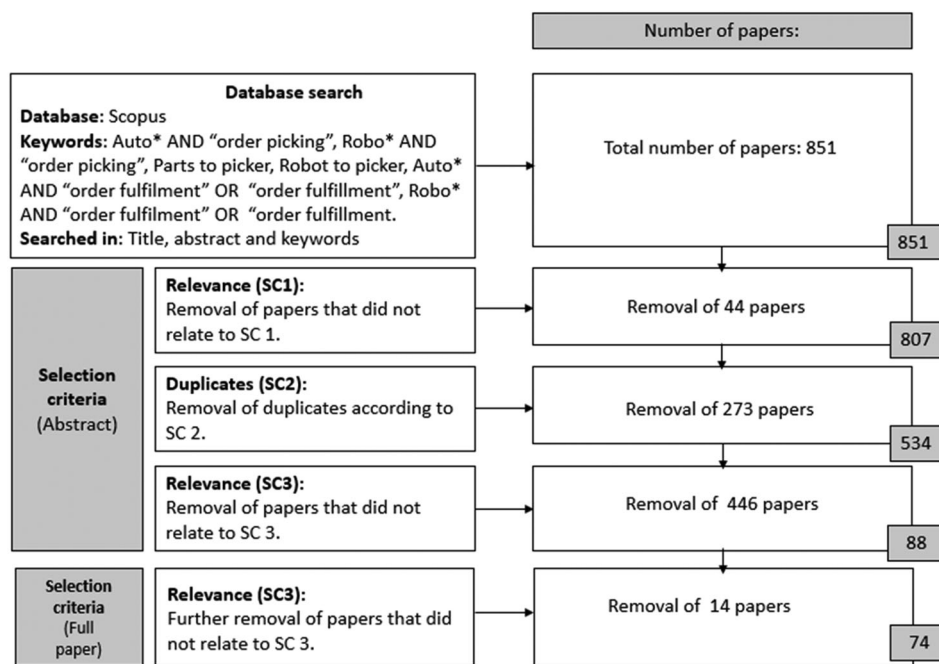 Number of papers:
Database search
Database: Scopus
Keywords: Auto* AND “order picking”, Robo* AND
“order picking”, Parts to picker, Robot to picker, Auto*
AND “order fulfilment” OR “order fulfillment”, Robo*
AND “order fulfilment” OR “order fulfillment.
Searched in: Title, abstract and keywords
Total number of papers: 851
851
Selection
criteria
(Abstract)
Relevance (SC1):
Removal of papers that did not
relate to SC 1.
Removal of 44 papers
807
Duplicates (SC2):
Removal of duplicates according to
SC 2.
Removal of 273 papers
534
Relevance (SC3):
Removal of papers that did not
relate to SC 3.
Removal of 446 papers
88
Selection
criteria
(Full
paper)
Relevance (SC3):
Further removal of papers that did
not relate to SC 3.
Removal of 14 papers
74